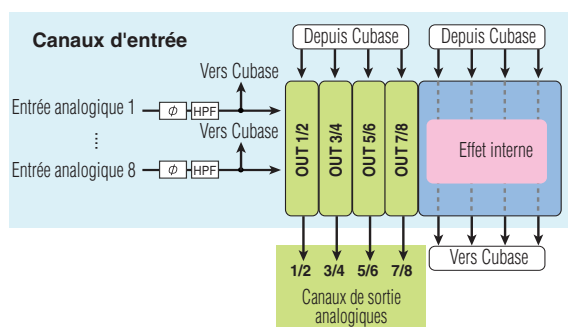 Canaux d'entrée
Depuis Cubase
Depuis Cubase
Vers Cubase
Entrée analogique 1
φ
HPF
Vers Cubase
Entrée analogique 8
φ
HPF
OUT 1/2
OUT 3/4
OUT 5/6
OUT 7/8
Effet interne
1/2
3/4
5/6
7/8
Vers Cubase
Canaux de sortie
analogiques